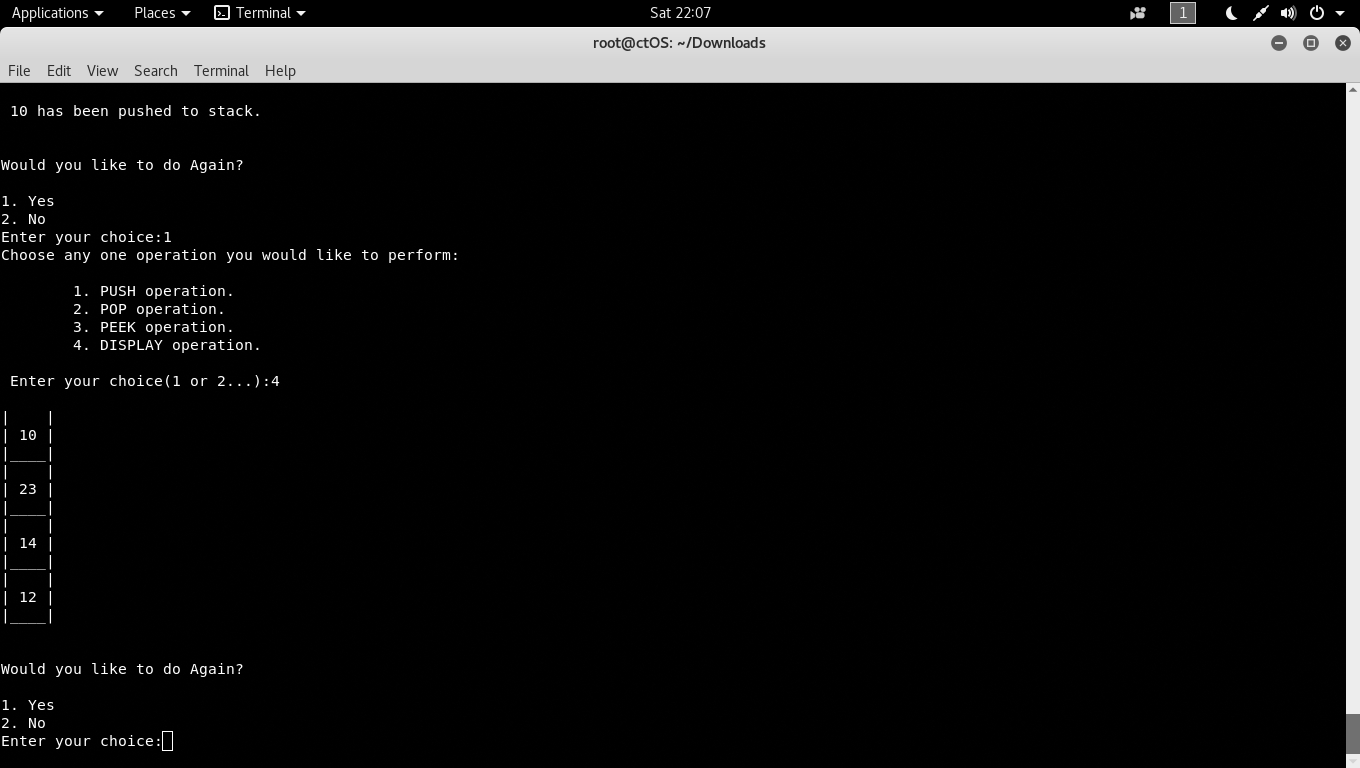 Applications Places Terminal Sat 22:07 1
root@ctOS: ~/Downloads
File Edit View Search Terminal Help
10 has been pushed to stack.
Would you like to do Again?
1. Yes
2. No
Enter your choice:1
Choose any one operation you would like to perform:
1. PUSH operation.
2. POP operation.
3. PEEK operation.
4. DISPLAY operation.
Enter your choice(1 or 2...):4
|    |
| 10 |
|____|
|    |
| 23 |
|____|
|    |
| 14 |
|____|
|    |
| 12 |
|____|
Would you like to do Again?
1. Yes
2. No
Enter your choice: